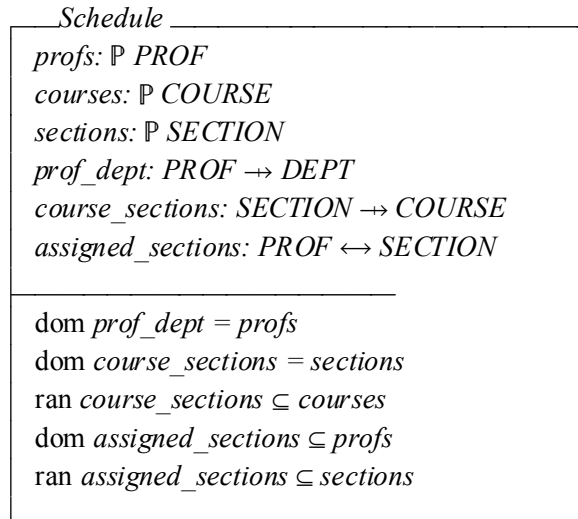 Schedule
profs: ℙ PROF
courses: ℙ COURSE
sections: ℙ SECTION
prof_dept: PROF ⇸ DEPT
course_sections: SECTION ⇸ COURSE
assigned_sections: PROF ↔ SECTION
dom prof_dept = profs
dom course_sections = sections
ran course_sections ⊆ courses
dom assigned_sections ⊆ profs
ran assigned_sections ⊆ sections